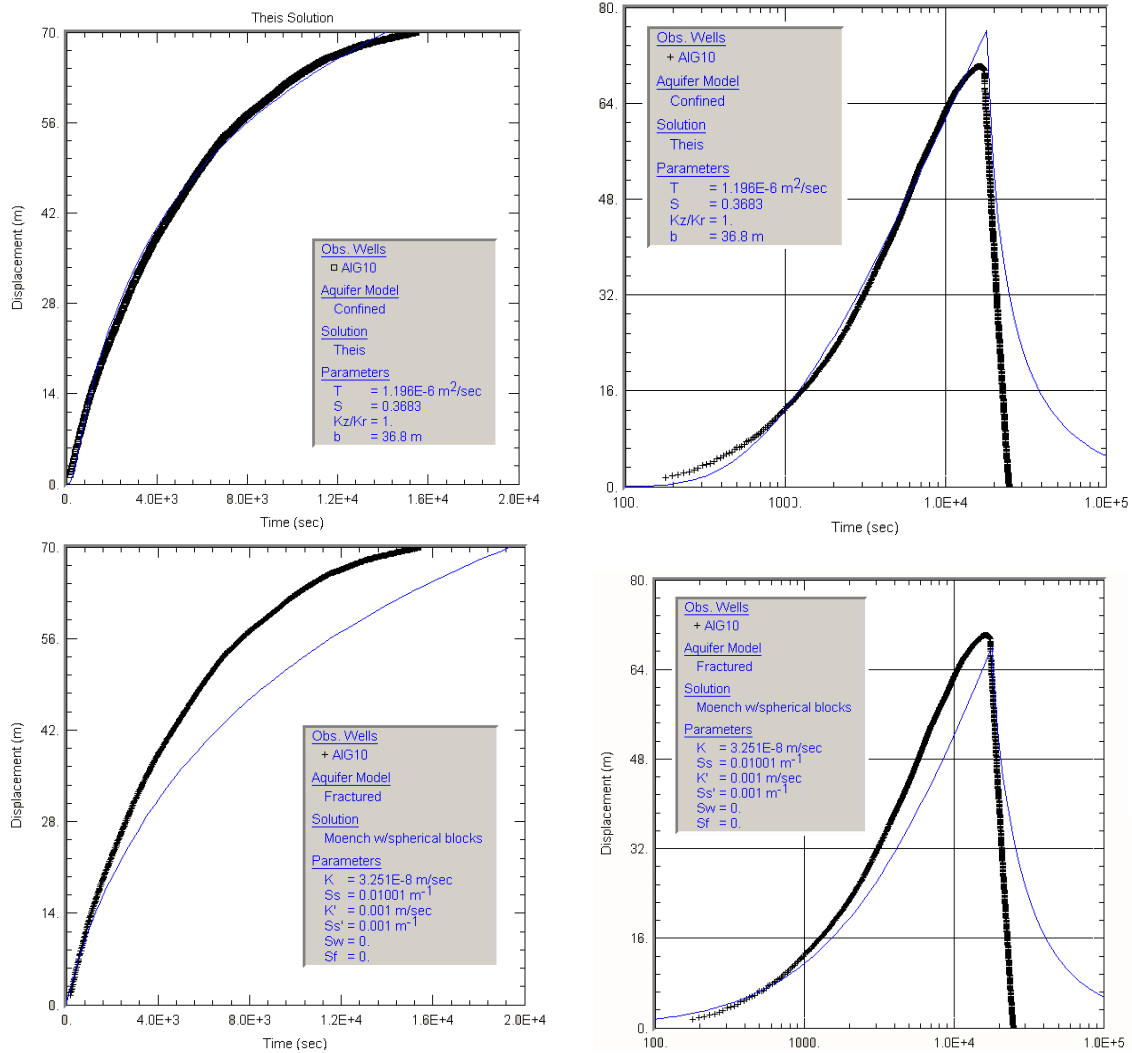 Theis Solution
70.
56.
42.
28.
14.
0.
Displacement (m)
0.
4.0E+3
8.0E+3
1.2E+4
1.6E+4
2.0E+4
Time (sec)
Obs. Wells
AIG10
Aquifer Model
Confined
Solution
Theis
Parameters
T = 1.196E-6 m²/sec
S = 0.3683
Kz/Kr = 1.
b = 36.8 m
80.
64.
48.
32.
16.
0.
100.
1000.
1.0E+4
1.0E+5
Time (sec)
Obs. Wells
+ AIG10
Aquifer Model
Confined
Solution
Theis
Parameters
T = 1.196E-6 m²/sec
S = 0.3683
Kz/Kr = 1.
b = 36.8 m
70.
56.
42.
28.
14.
0.
Displacement (m)
0.
4.0E+3
8.0E+3
1.2E+4
1.6E+4
2.0E+4
Time (sec)
Obs. Wells
+ AIG10
Aquifer Model
Fractured
Solution
Moench w/spherical blocks
Parameters
K = 3.251E-8 m/sec
Ss = 0.01001 m⁻¹
K' = 0.001 m/sec
Ss' = 0.001 m⁻¹
Sw = 0.
Sf = 0.
80.
64.
48.
32.
16.
0.
Displacement (m)
100.
1000.
1.0E+4
1.0E+5
Time (sec)
Obs. Wells
+ AIG10
Aquifer Model
Fractured
Solution
Moench w/spherical blocks
Parameters
K = 3.251E-8 m/sec
Ss = 0.01001 m⁻¹
K' = 0.001 m/sec
Ss' = 0.001 m⁻¹
Sw = 0.
Sf = 0.